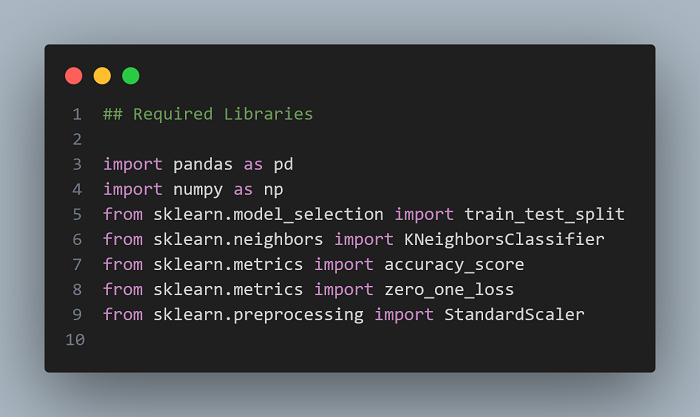 1 ## Required Libraries
2
3 import pandas as pd
4 import numpy as np
5 from sklearn.model_selection import train_test_split
6 from sklearn.neighbors import KNeighborsClassifier
7 from sklearn.metrics import accuracy_score
8 from sklearn.metrics import zero_one_loss
9 from sklearn.preprocessing import StandardScaler
10